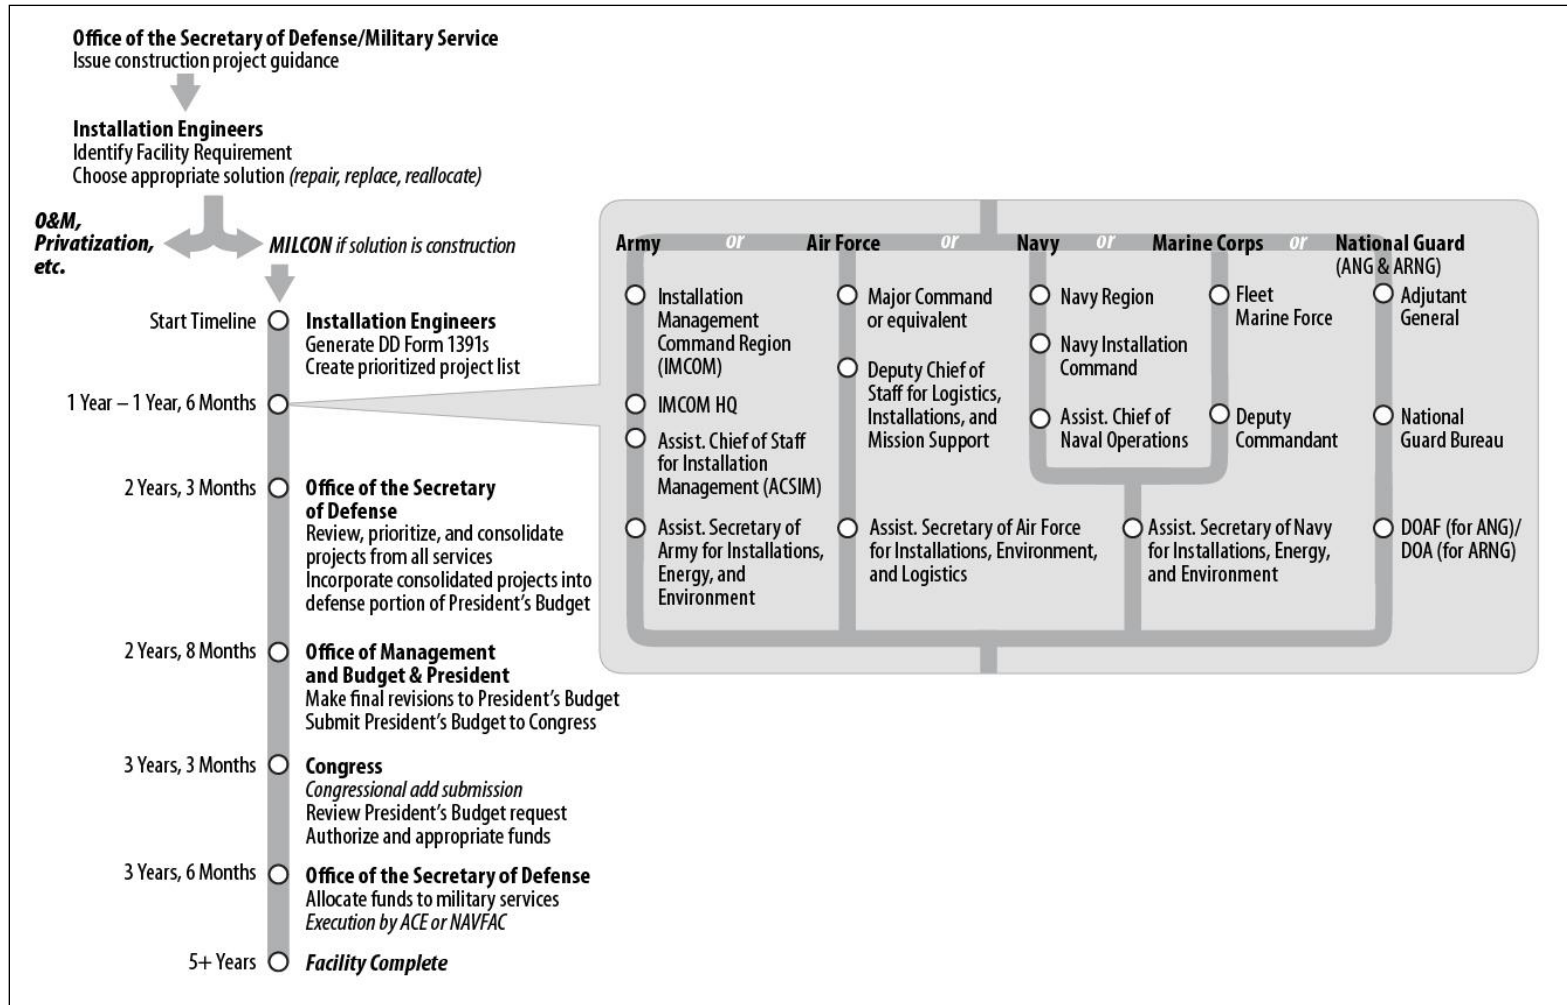 Office of the Secretary of Defense/Military Service
Issue construction project guidance
Installation Engineers
Identify Facility Requirement
Choose appropriate solution (repair, replace, reallocate)
O&M,
Privatization,
etc.
MILCON if solution is construction
Start Timeline
Installation Engineers
Generate DD Form 1391s
Create prioritized project list
1 Year – 1 Year, 6 Months
Army or Air Force or Navy or Marine Corps or National Guard
(ANG & ARNG)
Installation
Management
Command Region
(IMCOM)
IMCOM HQ
Assist. Chief of Staff
for Installation
Management (ACSIM)
Assist. Secretary of
Army for Installations,
Energy, and
Environment
Major Command
or equivalent
Deputy Chief of
Staff for Logistics,
Installations, and
Mission Support
Assist. Secretary of Air Force
for Installations, Environment,
and Logistics
Navy Region
Navy Installation
Command
Assist. Chief of
Naval Operations
Fleet
Marine Force
Deputy
Commandant
Assist. Secretary of Navy
for Installations, Energy,
and Environment
Adjutant
General
National
Guard Bureau
DOAF (for ANG)/
DOA (for ARNG)
2 Years, 3 Months
Office of the Secretary
of Defense
Review, prioritize, and consolidate
projects from all services
Incorporate consolidated projects into
defense portion of President's Budget
2 Years, 8 Months
Office of Management
and Budget & President
Make final revisions to President's Budget
Submit President's Budget to Congress
3 Years, 3 Months
Congress
Congressional add submission
Review President's Budget request
Authorize and appropriate funds
3 Years, 6 Months
Office of the Secretary of Defense
Allocate funds to military services
Execution by ACE or NAVFAC
5+ Years
Facility Complete